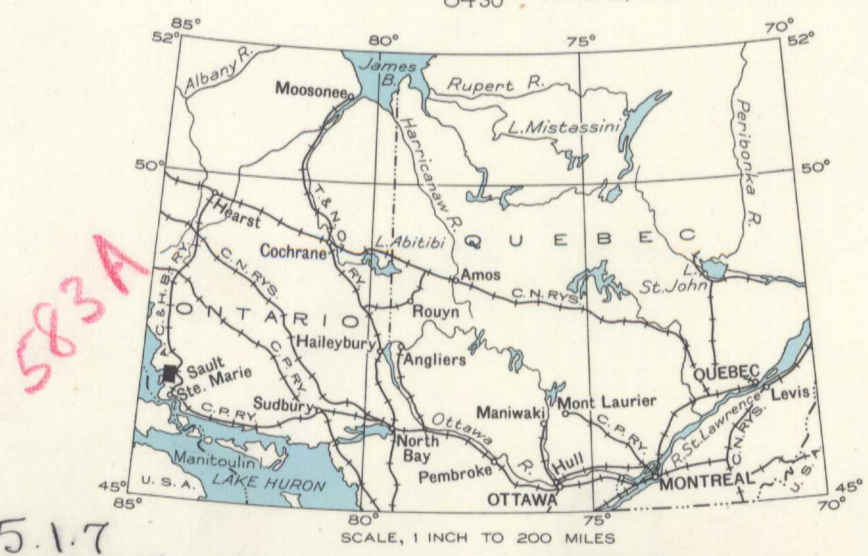 8430
85°
80°
75°
70°
52°
52°
James
B.
Albany R.
Moosonee
Rupert R.
L. Mistassini
Harricanaw R.
Peribonka R.
50°
50°
Hearst
T. & N. O. RY.
Cochrane
L. Abitibi
QUEBEC
C. N. RYS.
Amos
L.
St. John
C. N. RYS.
A. C. & H. B. RY.
ONTARIO
Rouyn
Haileybury
Angliers
C. P. RY.
Sault
Ste. Marie
QUEBEC
Levis
C. P. RY.
Sudbury
Maniwaki
Mont Laurier
C. P. RY.
R. St. Lawrence
C. N. RYS.
Ottawa R.
North
Bay
Pembroke
Hull
OTTAWA
MONTREAL
Manitoulin I.
LAKE HURON
U. S. A.
U. S. A.
45°
45°
85°
80°
75°
70°
SCALE, 1 INCH TO 200 MILES
583A
5.1.7